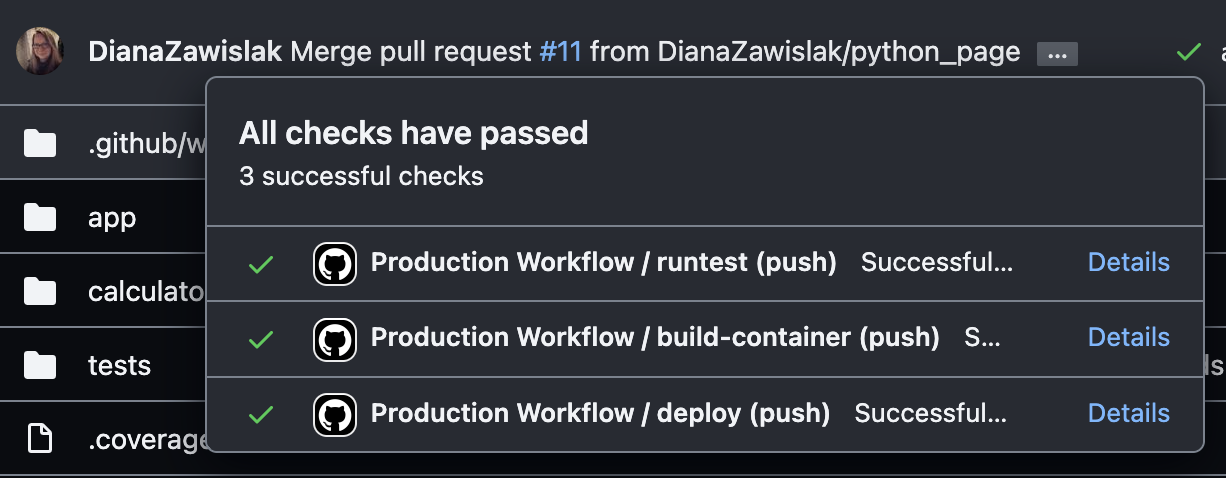 DianaZawislak Merge pull request #11 from DianaZawislak/python_page ...
All checks have passed
.github/w
3 successful checks
app
Production Workflow / runtest (push) Successful... Details
calculato
Production Workflow / build-container (push) S... Details
tests
Production Workflow / deploy (push) Successful... Details
.coverage